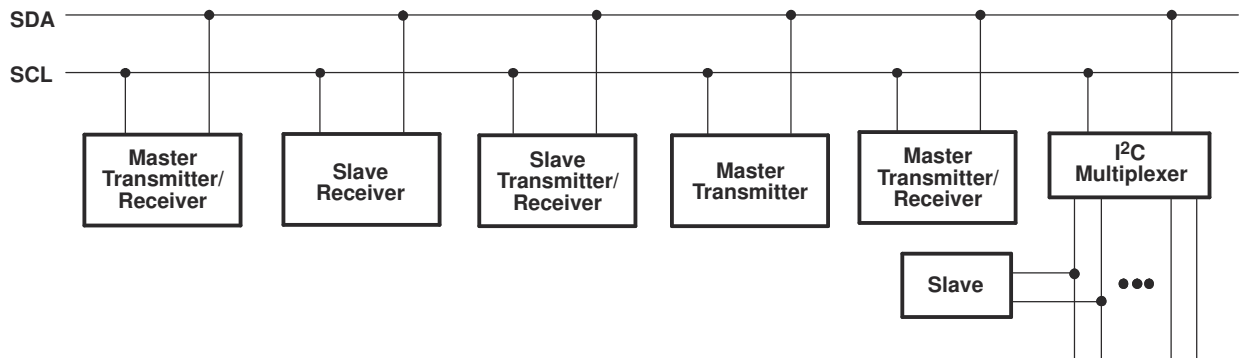 SDA
SCL
Master
Transmitter/
Receiver
Slave
Receiver
Slave
Transmitter/
Receiver
Master
Transmitter
Master
Transmitter/
Receiver
I²C
Multiplexer
Slave